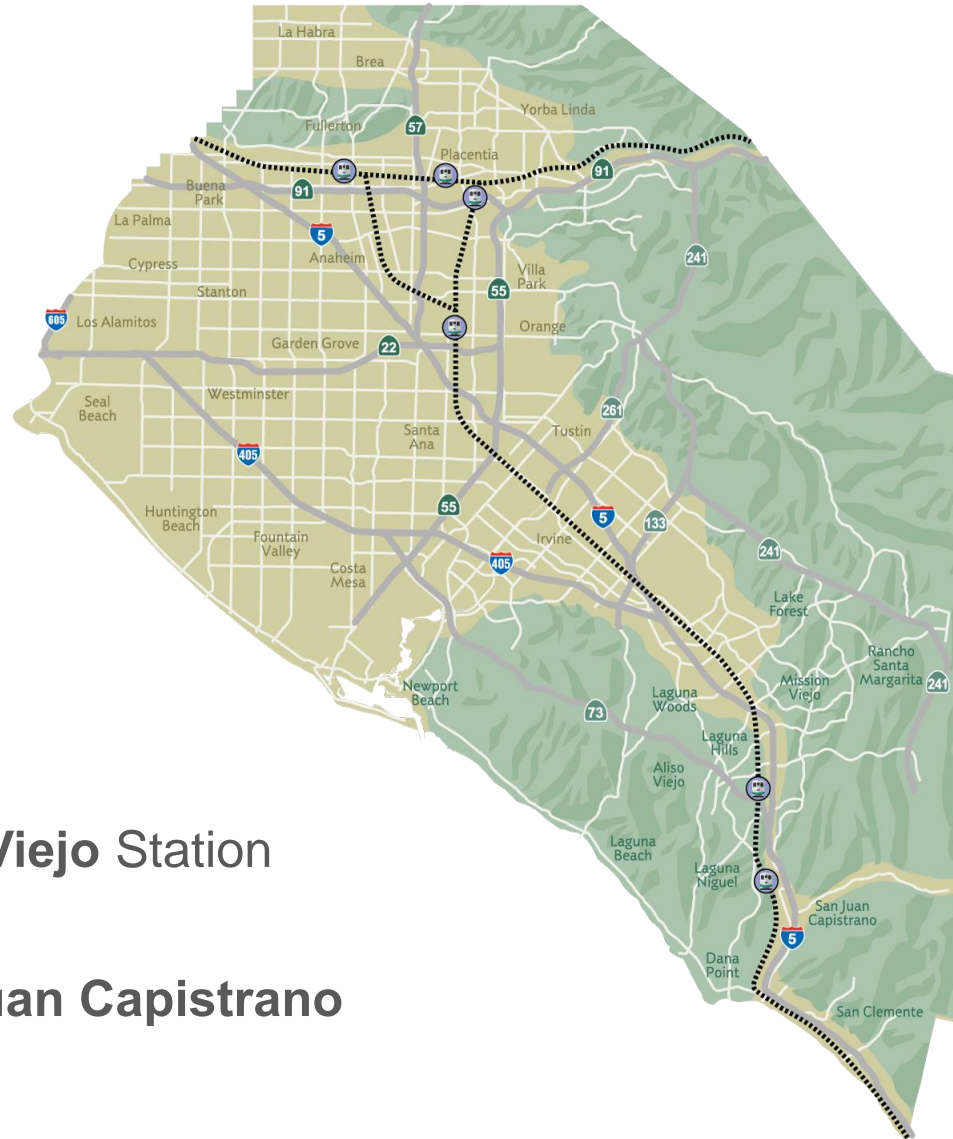 La Habra
Brea
Yorba Linda
Fullerton
57
Placentia
91
Buena
Park
91
La Palma
5
Anaheim
241
Cypress
Villa
Park
Stanton
55
605
Los Alamitos
Orange
Garden Grove
22
Westminster
Seal
Beach
261
Santa
Ana
Tustin
405
Huntington
Beach
55
5
133
Fountain
Valley
Irvine
241
Costa
Mesa
405
Lake
Forest
Rancho
Santa
Margarita
241
Newport
Beach
Laguna
Woods
Mission
Viejo
73
Laguna
Hills
Aliso
Viejo
Viejo Station
Laguna
Beach
Laguna
Niguel
San Juan
Capistrano
5
Dana
Point
uan Capistrano
San Clemente